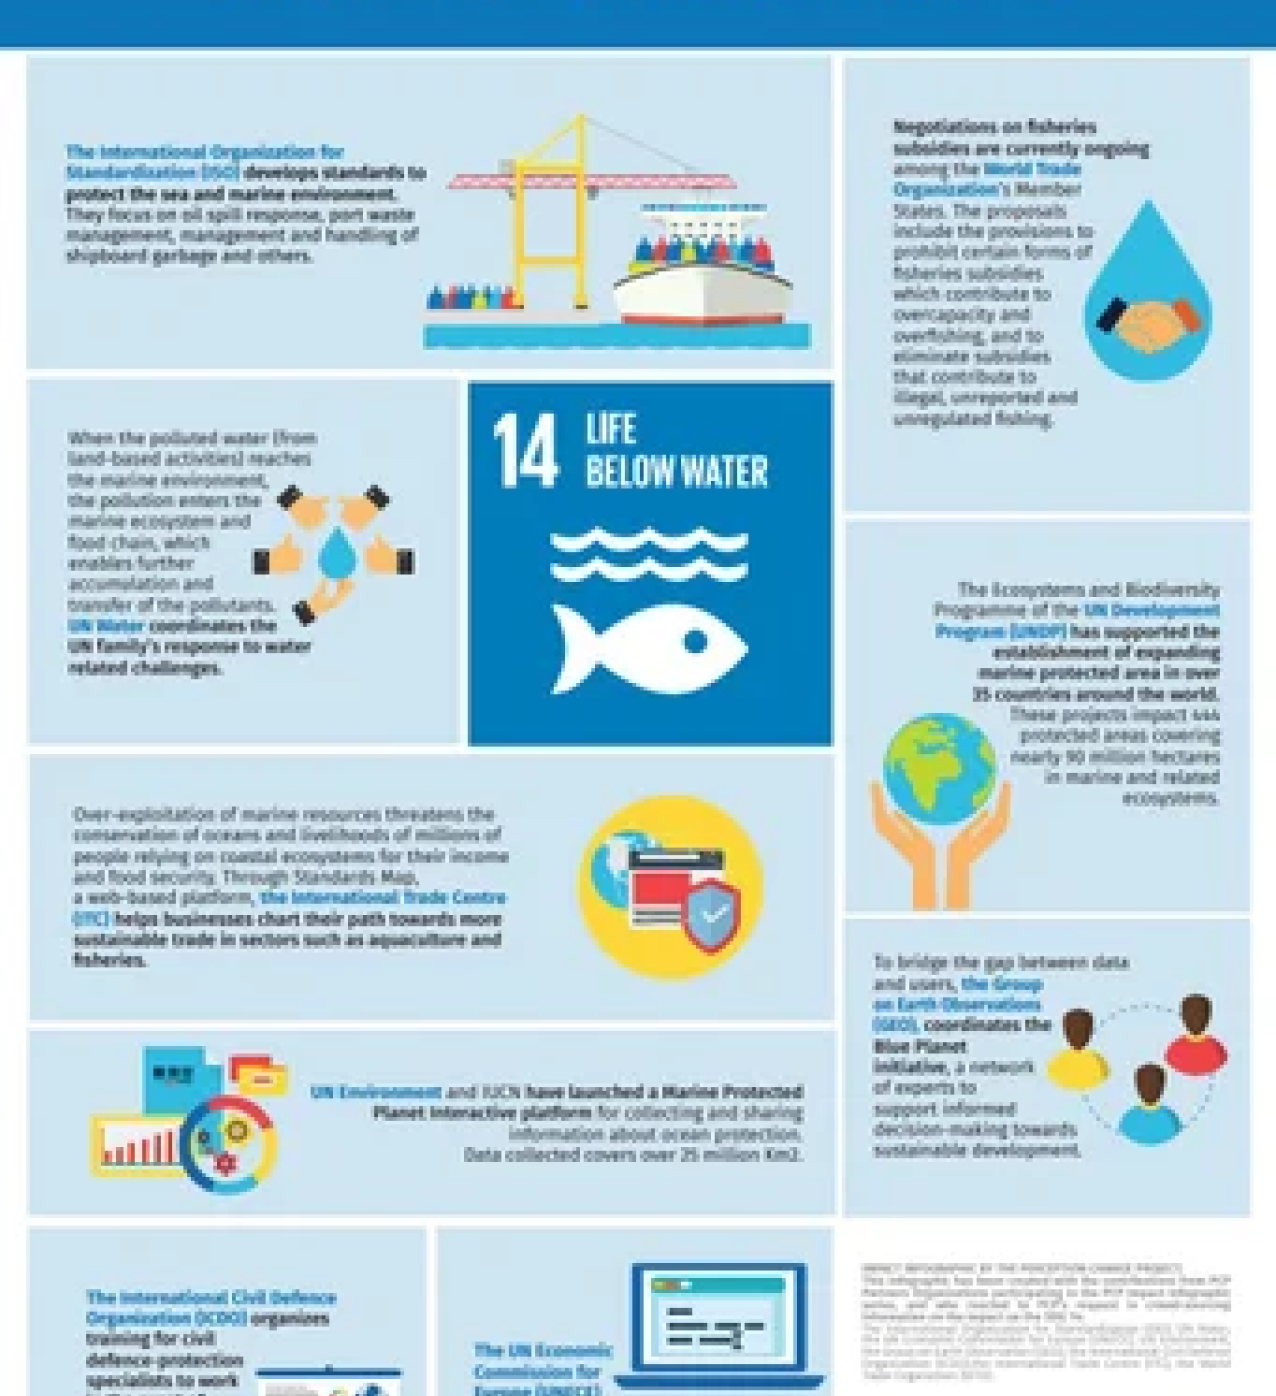 The International Organization for
Standardization (ISO) develops standards to
protect the sea and marine environment.
They focus on oil spill response, port waste
management, management and handling of
shipboard garbage and others.
Negotiations on fisheries
subsidies are currently ongoing
among the World Trade
Organization's Member
States. The proposals
include the provisions to
prohibit certain forms of
fisheries subsidies
which contribute to
overcapacity and
overfishing, and to
eliminate subsidies
that contribute to
illegal, unreported and
unregulated fishing.
When the polluted water (from
land-based activities) reaches
the marine environment,
the pollution enters the
marine ecosystem and
food chain, which
enables further
accumulation and
transfer of the pollutants.
UN Water coordinates the
UN family's response to water
related challenges.
14 LIFE
BELOW WATER
The Ecosystems and Biodiversity
Programme of the UN Development
Program (UNDP) has supported the
establishment of expanding
marine protected area in over
35 countries around the world.
These projects impact 444
protected areas covering
nearly 90 million hectares
in marine and related
ecosystems.
Over-exploitation of marine resources threatens the
conservation of oceans and livelihoods of millions of
people relying on coastal ecosystems for their income
and food security. Through Standards Map,
a web-based platform, the International Trade Centre
(ITC) helps businesses chart their path towards more
sustainable trade in sectors such as aquaculture and
fisheries.
To bridge the gap between data
and users, the Group
on Earth Observations
(GEO), coordinates the
Blue Planet
initiative, a network
of experts to
support informed
decision-making towards
sustainable development.
UN Environment and IUCN have launched a Marine Protected
Planet Interactive platform for collecting and sharing
information about ocean protection.
Data collected covers over 25 million Km2.
The International Civil Defence
Organization (ICDO) organizes
training for civil
defence-protection
specialists to work
The UN Economic
Commission for
Europe (UNECE)
IMPACT INFOGRAPHIC BY THE PERCEPTION CHANGE PROJECT